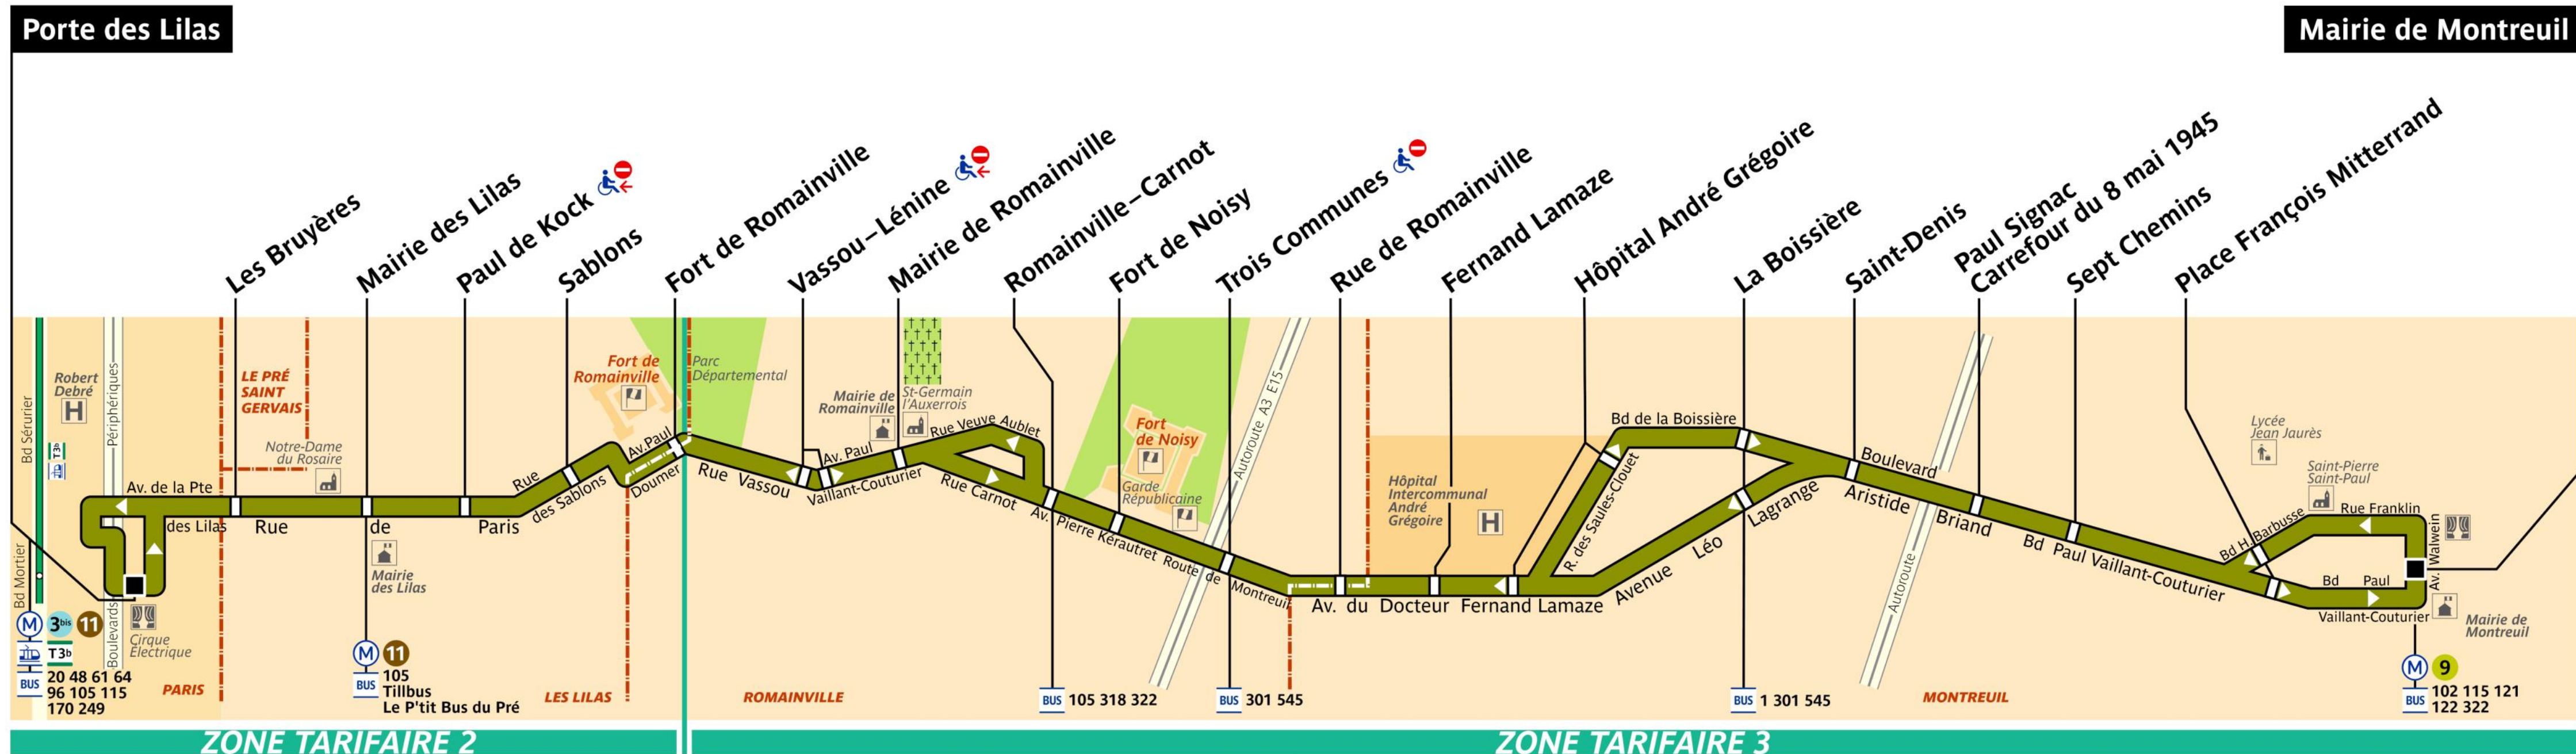 Porte des Lilas
Mairie de Montreuil
Les Bruyères
Mairie des Lilas
Paul de Kock
Sablons
Fort de Romainville
Vassou–Lénine
Mairie de Romainville
Romainville–Carnot
Fort de Noisy
Trois Communes
Rue de Romainville
Fernand Lamaze
Hôpital André Grégoire
La Boissière
Saint-Denis
Paul Signac
Carrefour du 8 mai 1945
Sept Chemins
Place François Mitterrand
Bd Sérurier
Robert
Debré
H
T3b
Périphériques
LE PRÉ
SAINT
GERVAIS
Notre-Dame
du Rosaire
Fort de
Romainville
Parc
Départemental
Mairie de
Romainville
St-Germain
l'Auxerrois
Fort
de Noisy
Garde
Républicaine
Autoroute A3 E15
Hôpital
Intercommunal
André
Grégoire
H
Lycée
Jean Jaurès
Saint-Pierre
Saint-Paul
Av. de la Pte
des Lilas
Rue de Paris
Rue
des Sablons
Av. Paul
Doumer
Rue Vassou
Av. Paul
Vaillant-Couturier
Rue Veuve Aublet
Rue Carnot
Av. Pierre Kérautret
Route de Montreuil
Av. du Docteur Fernand Lamaze
R. des Saules-Clouet
Bd de la Boissière
Avenue Léo Lagrange
Boulevard
Aristide Briand
Autoroute
Bd Paul Vaillant-Couturier
Bd H. Barbusse
Rue Franklin
Av. Walwein
Bd Paul
Vaillant-Couturier
Mairie de
Montreuil
Bd Mortier
Boulevards
Cirque
Électrique
Mairie
des Lilas
M 3bis 11
T3b
BUS 20 48 61 64
96 105 115
170 249
PARIS
M 11
BUS 105
Tillbus
Le P'tit Bus du Pré
LES LILAS
ROMAINVILLE
BUS 105 318 322
BUS 301 545
BUS 1 301 545
MONTREUIL
M 9
BUS 102 115 121
122 322
ZONE TARIFAIRE 2
ZONE TARIFAIRE 3